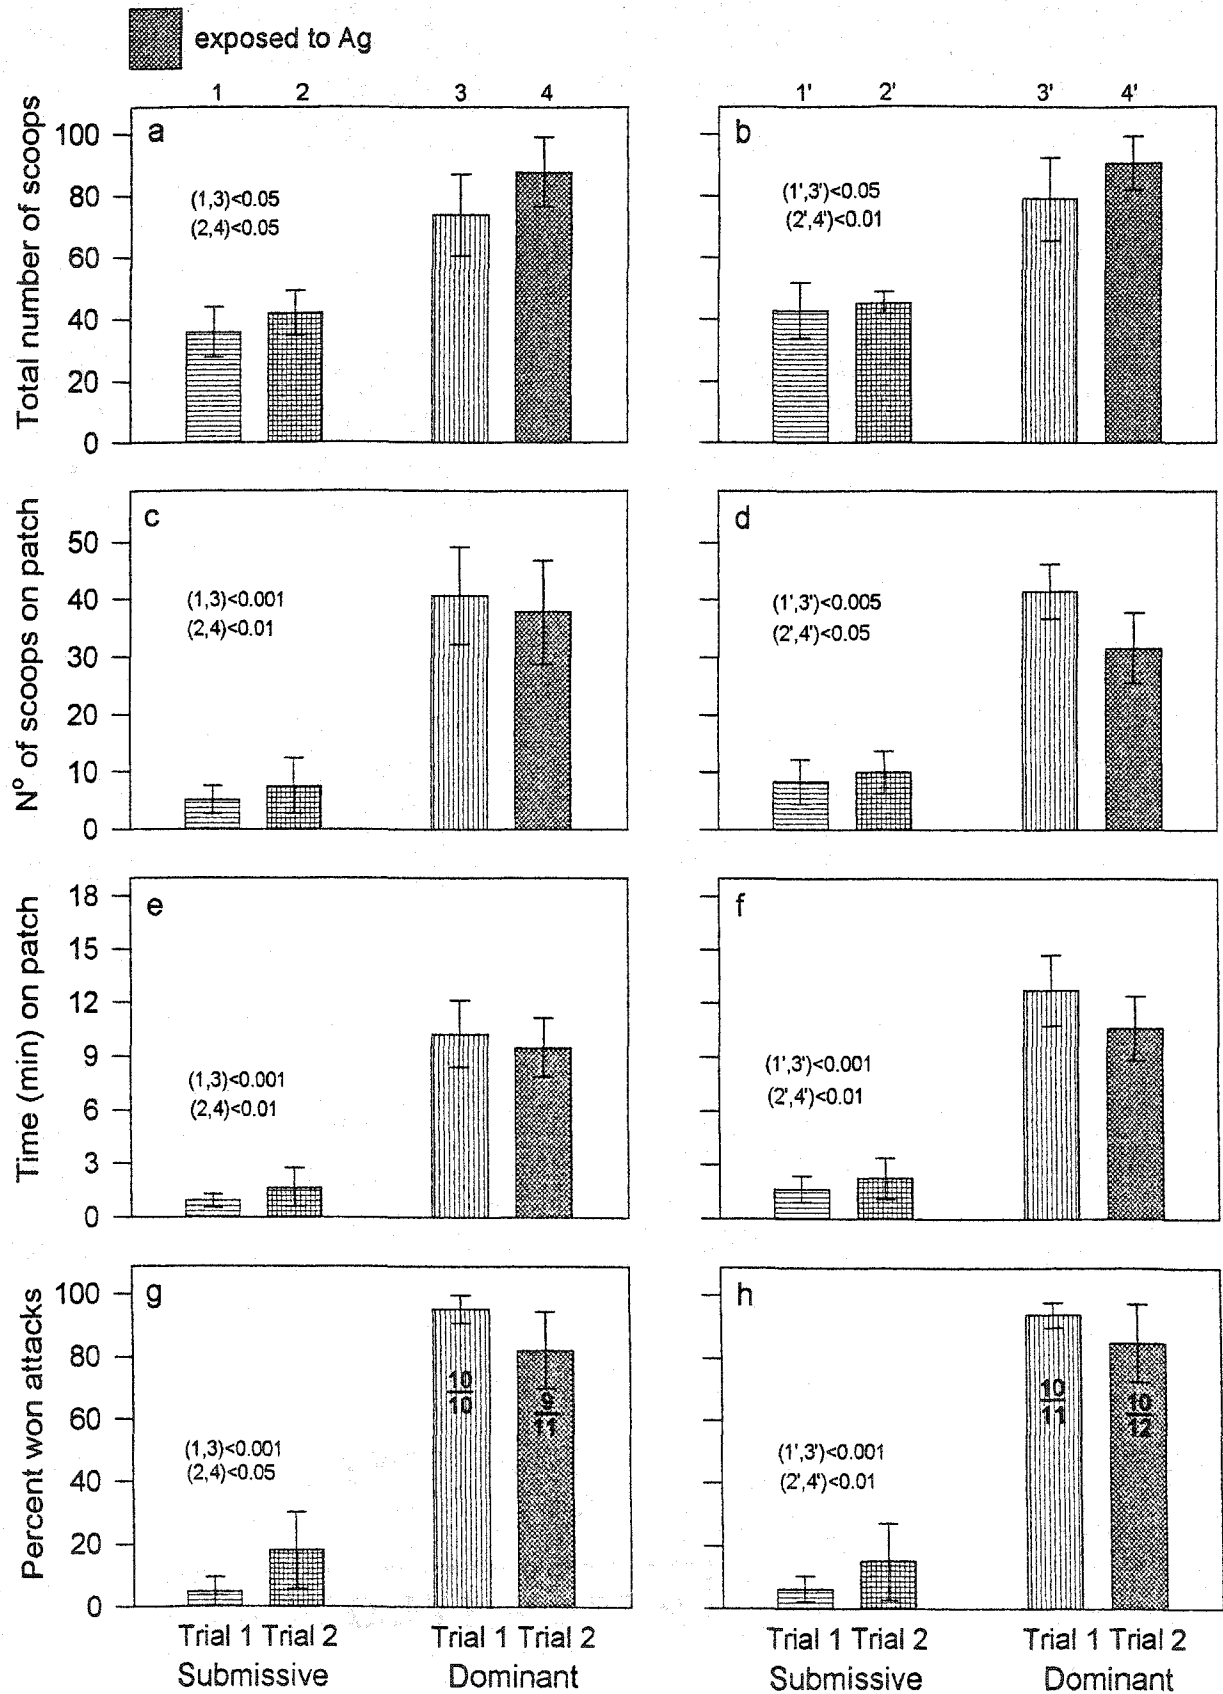 exposed to Ag
1 2 3 4
1' 2' 3' 4'
Total number of scoops
100
80
60
40
20
0
a
(1,3)<0.05
(2,4)<0.05
b
(1',3')<0.05
(2',4')<0.01
N° of scoops on patch
50
40
30
20
10
0
c
(1,3)<0.001
(2,4)<0.01
d
(1',3')<0.005
(2',4')<0.05
Time (min) on patch
18
15
12
9
6
3
0
e
(1,3)<0.001
(2,4)<0.01
f
(1',3')<0.001
(2',4')<0.01
Percent won attacks
100
80
60
40
20
0
g
(1,3)<0.001
(2,4)<0.05
10
10
9
11
h
(1',3')<0.001
(2',4')<0.01
10
11
10
12
Trial 1 Trial 2 Trial 1 Trial 2
Submissive Dominant
Trial 1 Trial 2 Trial 1 Trial 2
Submissive Dominant